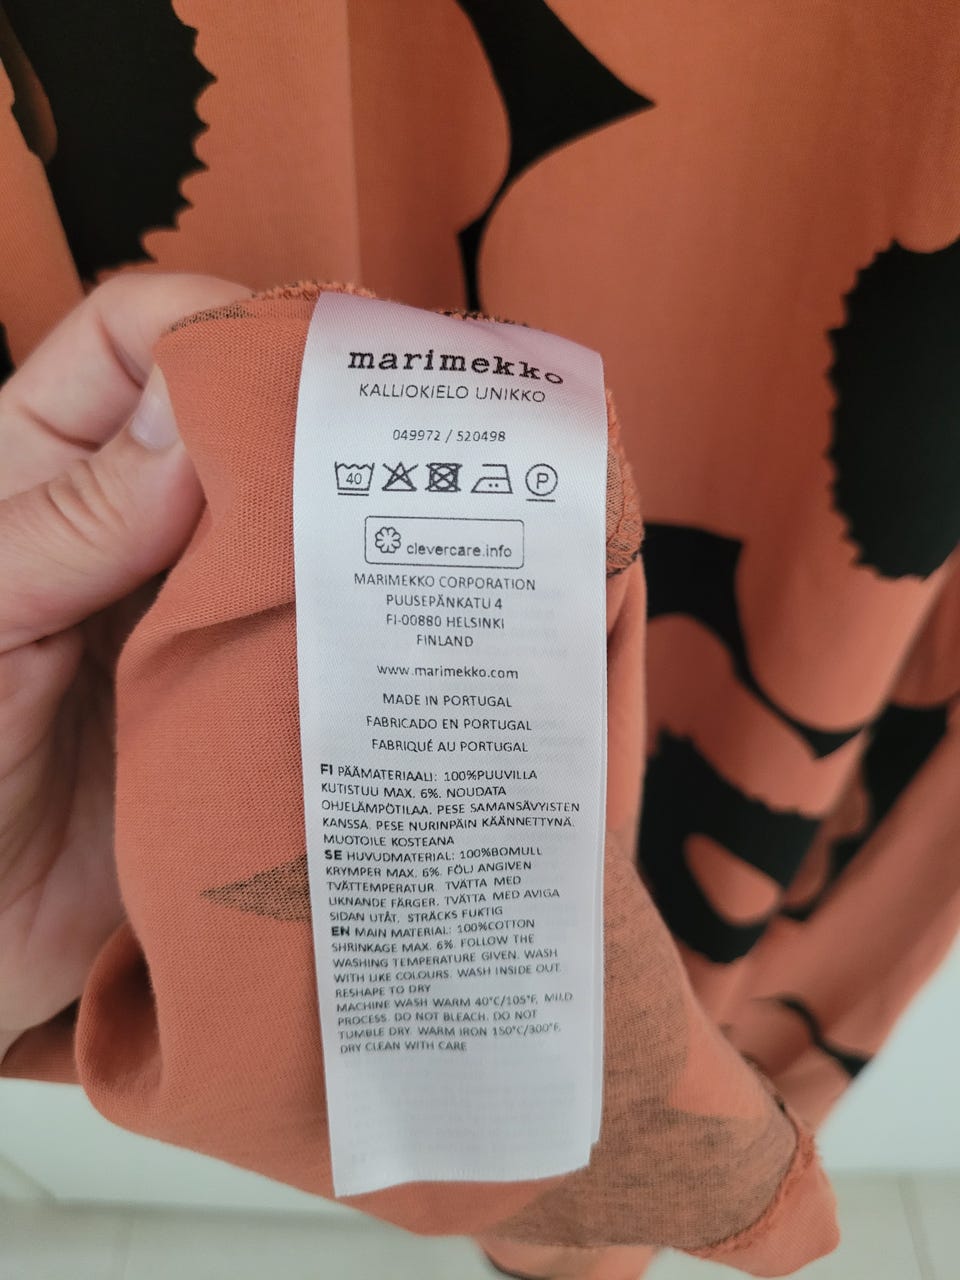 marimekko
KALLIOKIELO UNIKKO
049972 / 520498
40 P
clevercare.info
MARIMEKKO CORPORATION
PUUSEPÄNKATU 4
FI-00880 HELSINKI
FINLAND
www.marimekko.com
MADE IN PORTUGAL
FABRICADO EN PORTUGAL
FABRIQUÉ AU PORTUGAL
FI PÄÄMATERIAALI: 100%PUUVILLA
KUTISTUU MAX. 6%. NOUDATA
OHJELÄMPÖTILAA. PESE SAMANSÄVYISTEN
KANSSA. PESE NURINPÄIN KÄÄNNETTYNÄ.
MUOTOILE KOSTEANA
SE HUVUDMATERIAL: 100%BOMULL
KRYMPER MAX. 6%. FÖLJ ANGIVEN
TVÄTTEMPERATUR. TVÄTTA MED
LIKNANDE FÄRGER. TVÄTTA MED AVIGA
SIDAN UTÅT. STRÄCKS FUKTIG
EN MAIN MATERIAL: 100%COTTON
SHRINKAGE MAX. 6%. FOLLOW THE
WASHING TEMPERATURE GIVEN. WASH
WITH LIKE COLOURS. WASH INSIDE OUT.
RESHAPE TO DRY
MACHINE WASH WARM 40°C/105°F, MILD
PROCESS. DO NOT BLEACH. DO NOT
TUMBLE DRY. WARM IRON 150°C/300°F.
DRY CLEAN WITH CARE